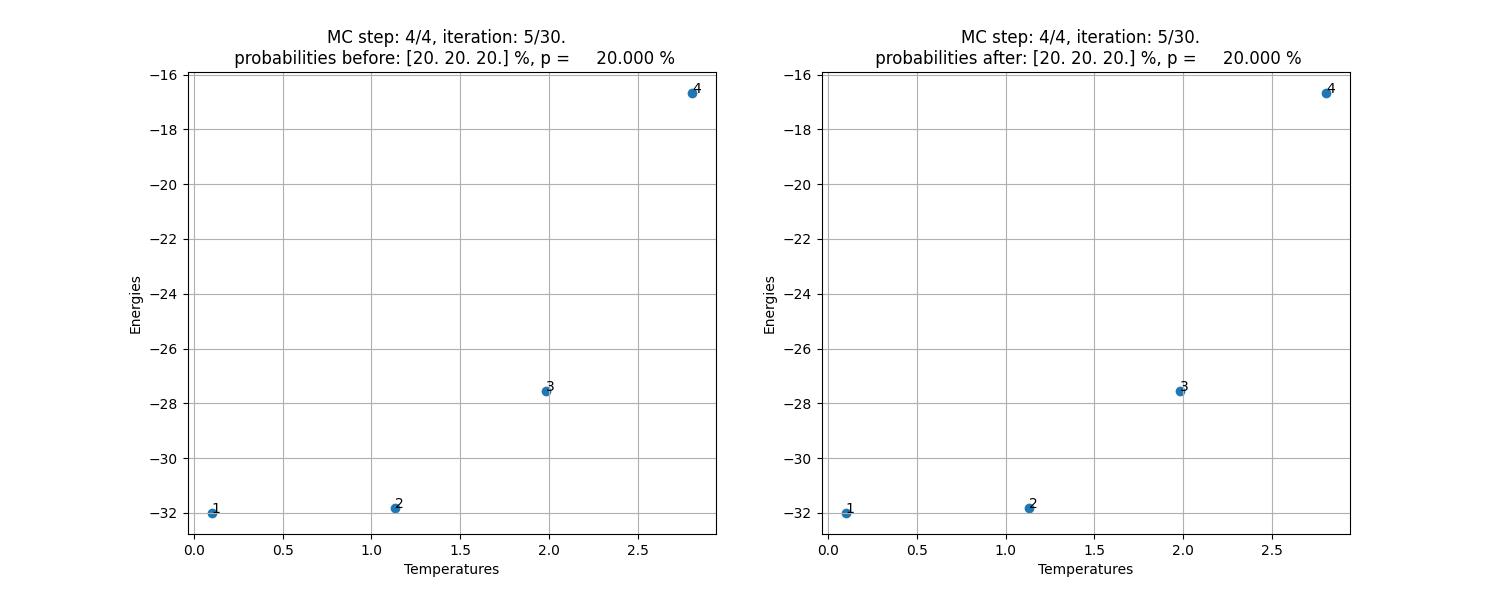 MC step: 4/4, iteration: 5/30.
probabilities before: [20. 20. 20.] %, p = 20.000 %
−16
−18
−20
−22
−24
−26
−28
−30
−32
Energies
4
3
2
1
0.0 0.5 1.0 1.5 2.0 2.5
Temperatures
MC step: 4/4, iteration: 5/30.
probabilities after: [20. 20. 20.] %, p = 20.000 %
−16
−18
−20
−22
−24
−26
−28
−30
−32
Energies
4
3
2
1
0.0 0.5 1.0 1.5 2.0 2.5
Temperatures